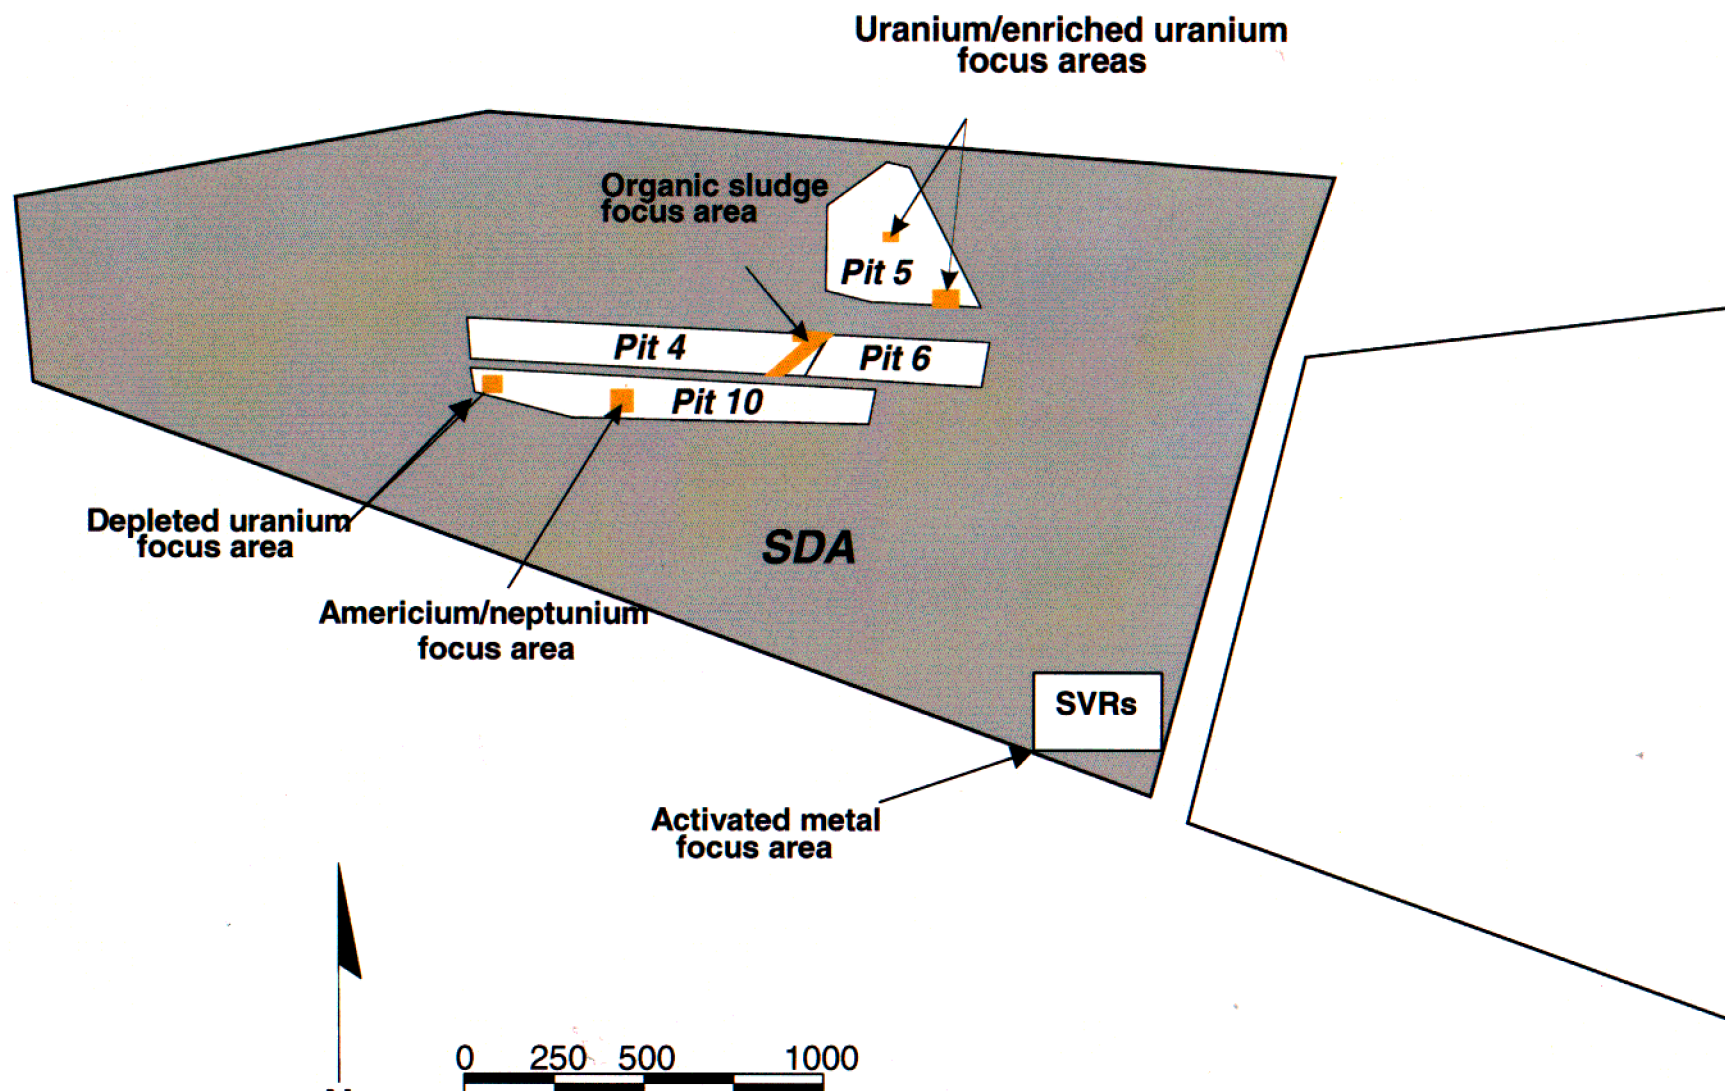 Uranium/enriched uranium
focus areas
Organic sludge
focus area
Pit 5
Pit 4
Pit 6
Pit 10
Depleted uranium
focus area
SDA
Americium/neptunium
focus area
SVRs
Activated metal
focus area
0 250 500 1000